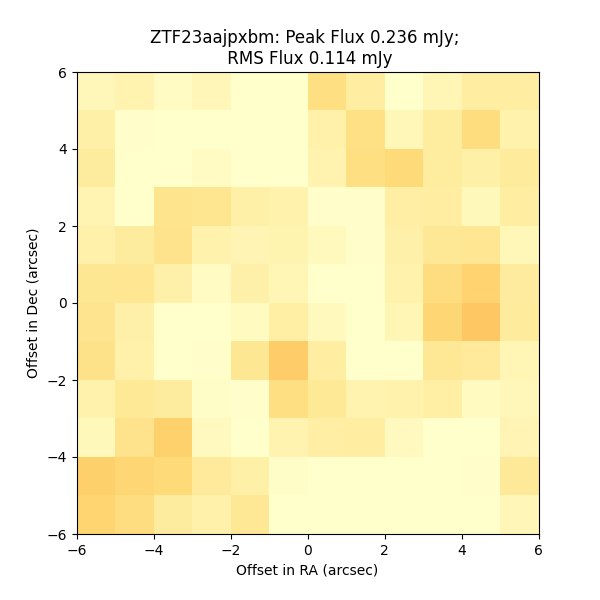 ZTF23aajpxbm: Peak Flux 0.236 mJy;
RMS Flux 0.114 mJy
6
4
2
0
−2
−4
−6
Offset in Dec (arcsec)
−6 −4 −2 0 2 4 6
Offset in RA (arcsec)